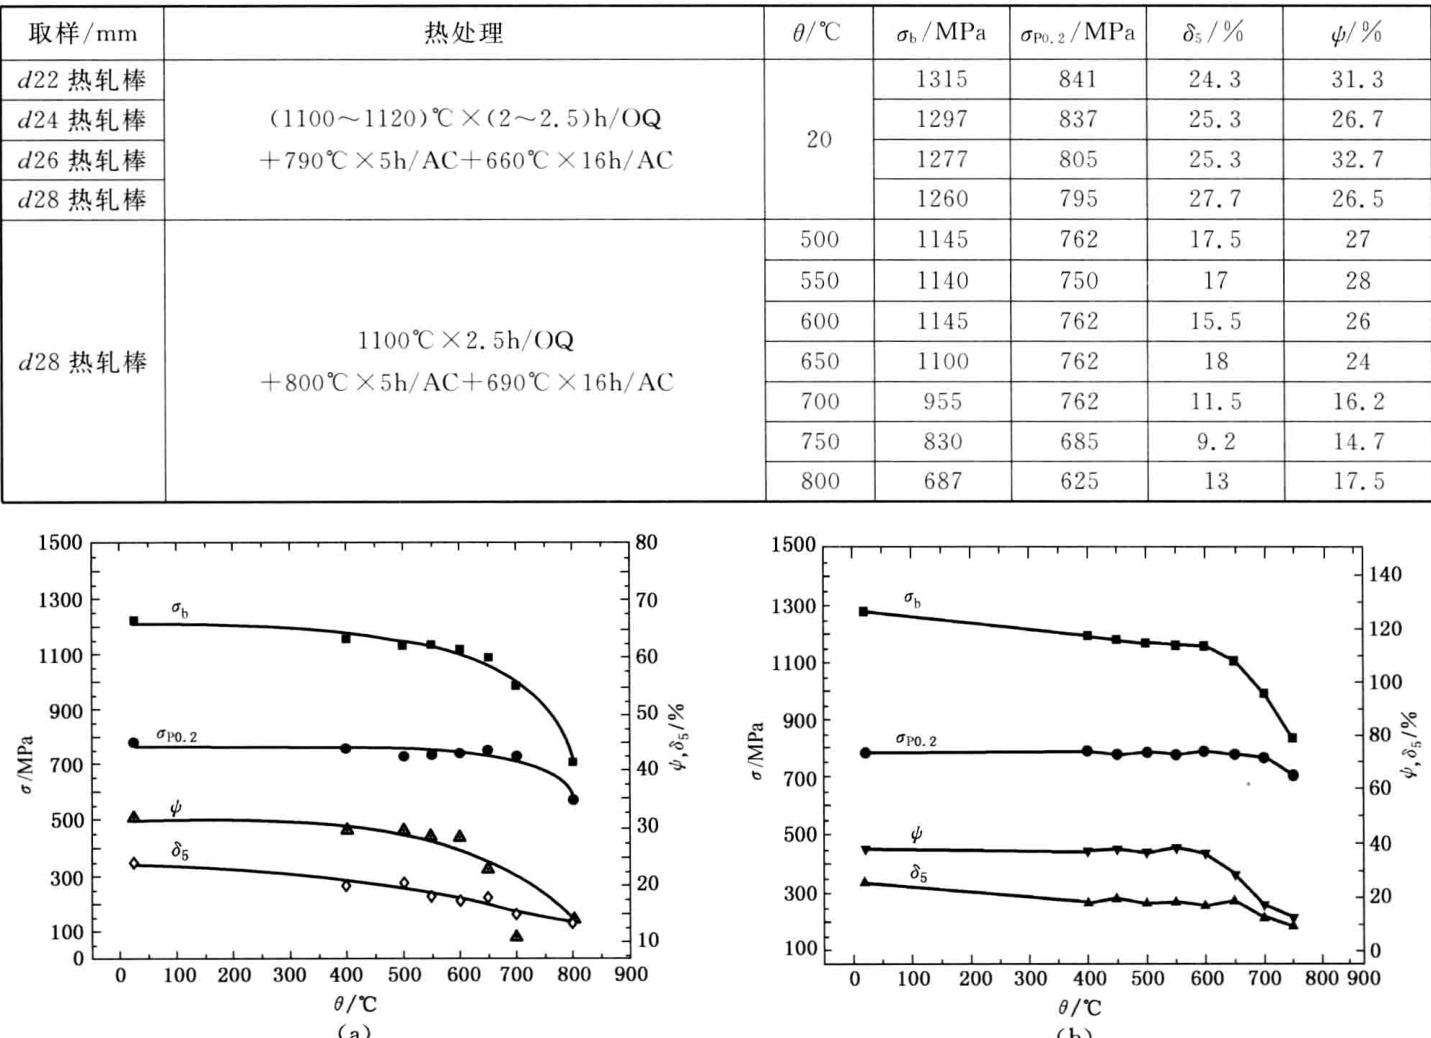 取样/mm 热处理 θ/℃ σb/MPa σP0.2/MPa δ5/% ψ/%
d22 热轧棒 1315 841 24.3 31.3
d24 热轧棒 (1100～1120)℃×(2～2.5)h/OQ 1297 837 25.3 26.7
20
d26 热轧棒 +790℃×5h/AC+660℃×16h/AC 1277 805 25.3 32.7
d28 热轧棒 1260 795 27.7 26.5
500 1145 762 17.5 27
550 1140 750 17 28
600 1145 762 15.5 26
1100℃×2.5h/OQ
d28 热轧棒 650 1100 762 18 24
+800℃×5h/AC+690℃×16h/AC
700 955 762 11.5 16.2
750 830 685 9.2 14.7
800 687 625 13 17.5
1500
1300
1100
900
700
500
300
100
0
σ/MPa
σb
σP0.2
ψ
δ5
80
70
60
50
40
30
20
10
ψ,δ5/%
0 100 200 300 400 500 600 700 800 900
θ/℃
(a)
1500
1300
1100
900
700
500
300
100
σ/MPa
σb
σP0.2
ψ
δ5
140
120
100
80
60
40
20
0
ψ,δ5/%
0 100 200 300 400 500 600 700 800 900
θ/℃
(b)